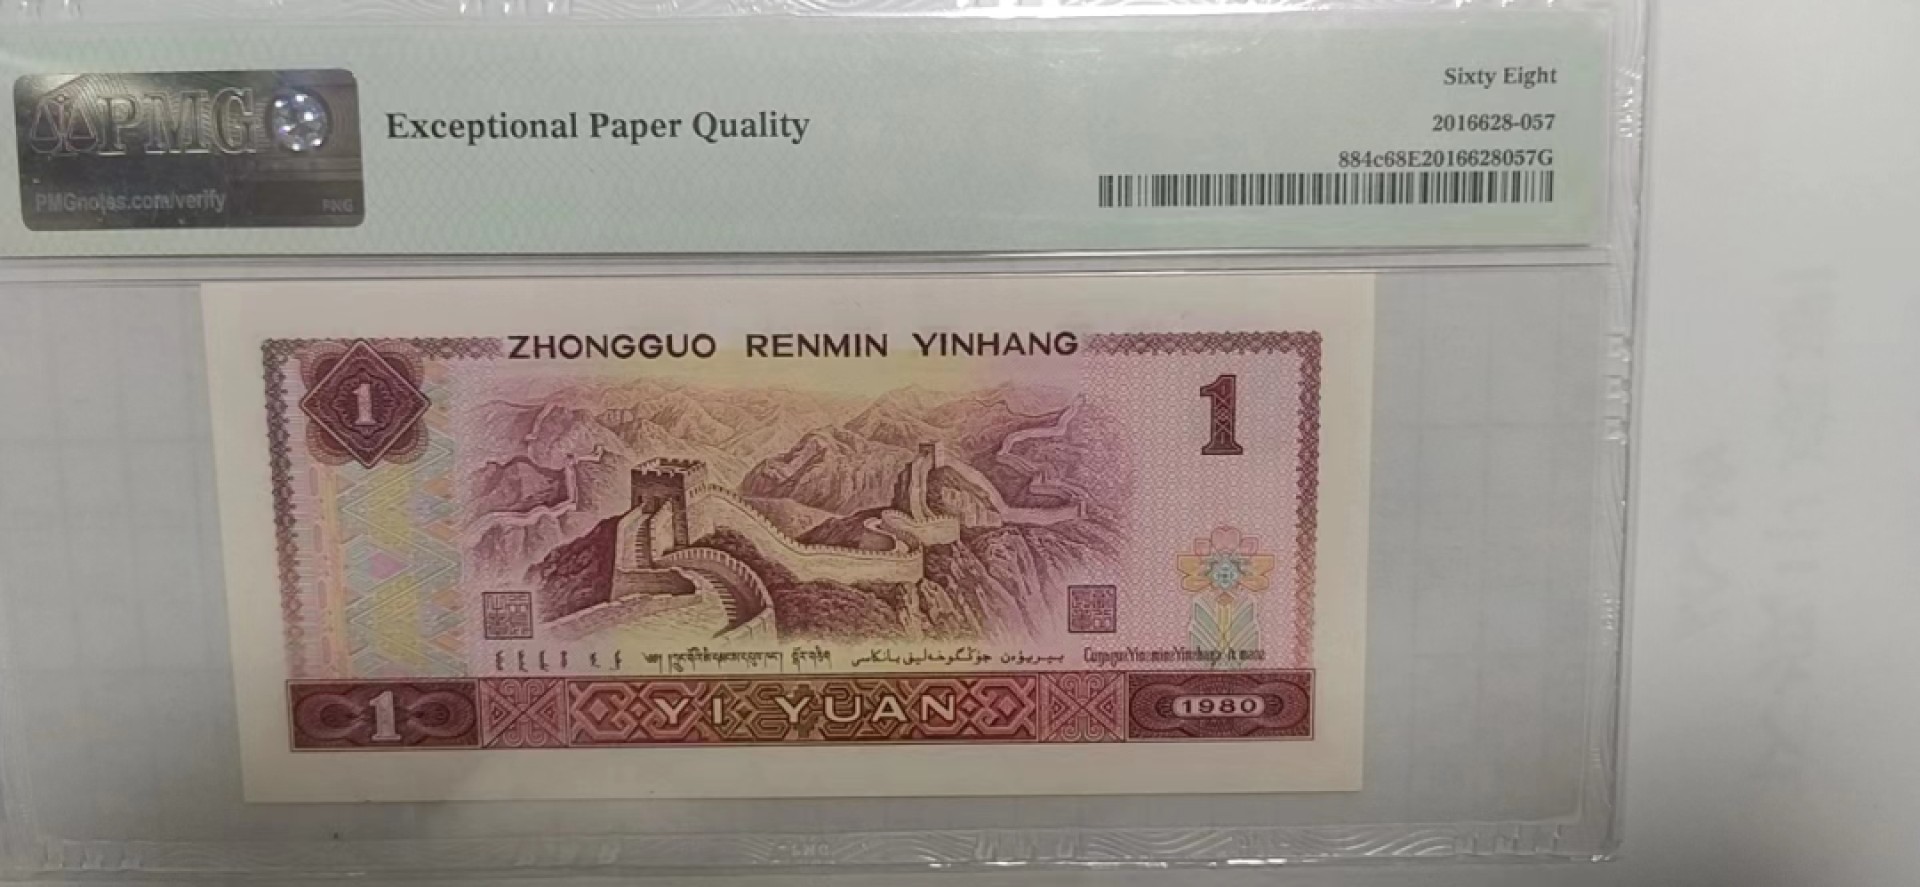 Sixty Eight
PMG
Exceptional Paper Quality
2016628-057
884c68E2016628057G
PMGnotes.com/verify
PMG
ZHONGGUO RENMIN YINHANG
1
1
1
YI YUAN
1980